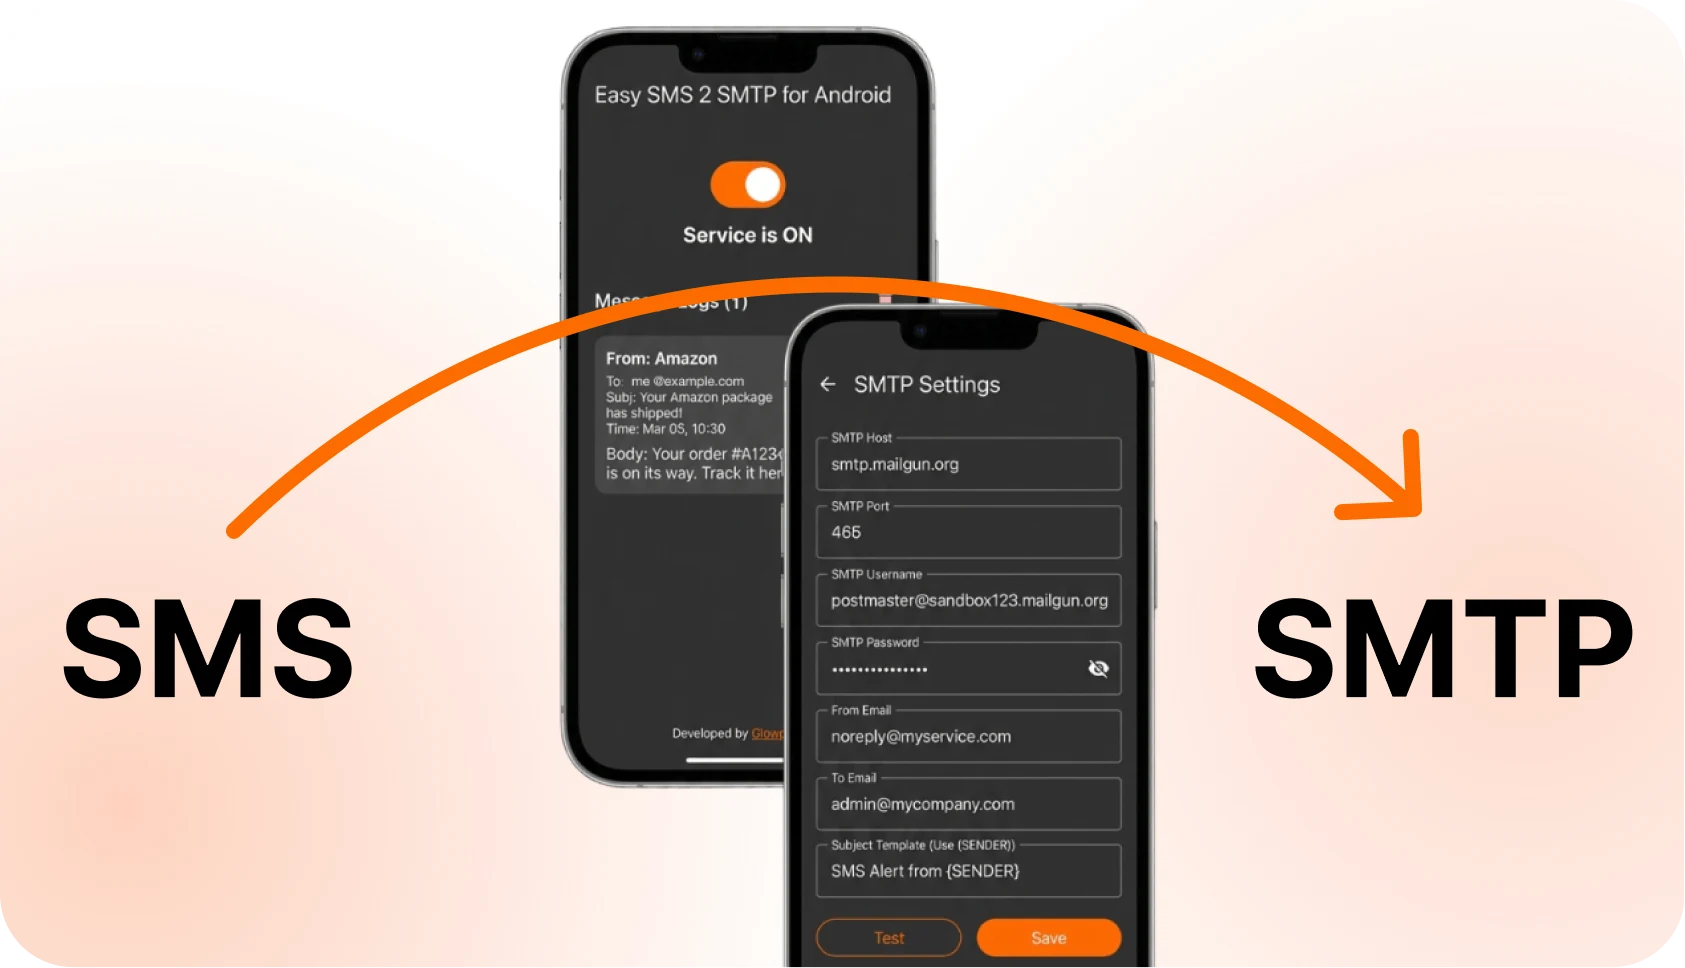 Easy SMS 2 SMTP for Android
Service is ON
Logs (1)
From: Amazon
To: me @example.com
Subj: Your Amazon package
has shipped!
Time: Mar 05, 10:30
Body: Your order #A123
is on its way. Track it
Developed by Glowp
SMTP Settings
SMTP Host
smtp.mailgun.org
SMTP Port
465
SMTP Username
postmaster@sandbox123.mailgun.org
SMTP Password
From Email
noreply@myservice.com
To Email
admin@mycompany.com
Subject Template (Use {SENDER})
SMS Alert from {SENDER}
Test
Save
SMS
SMTP